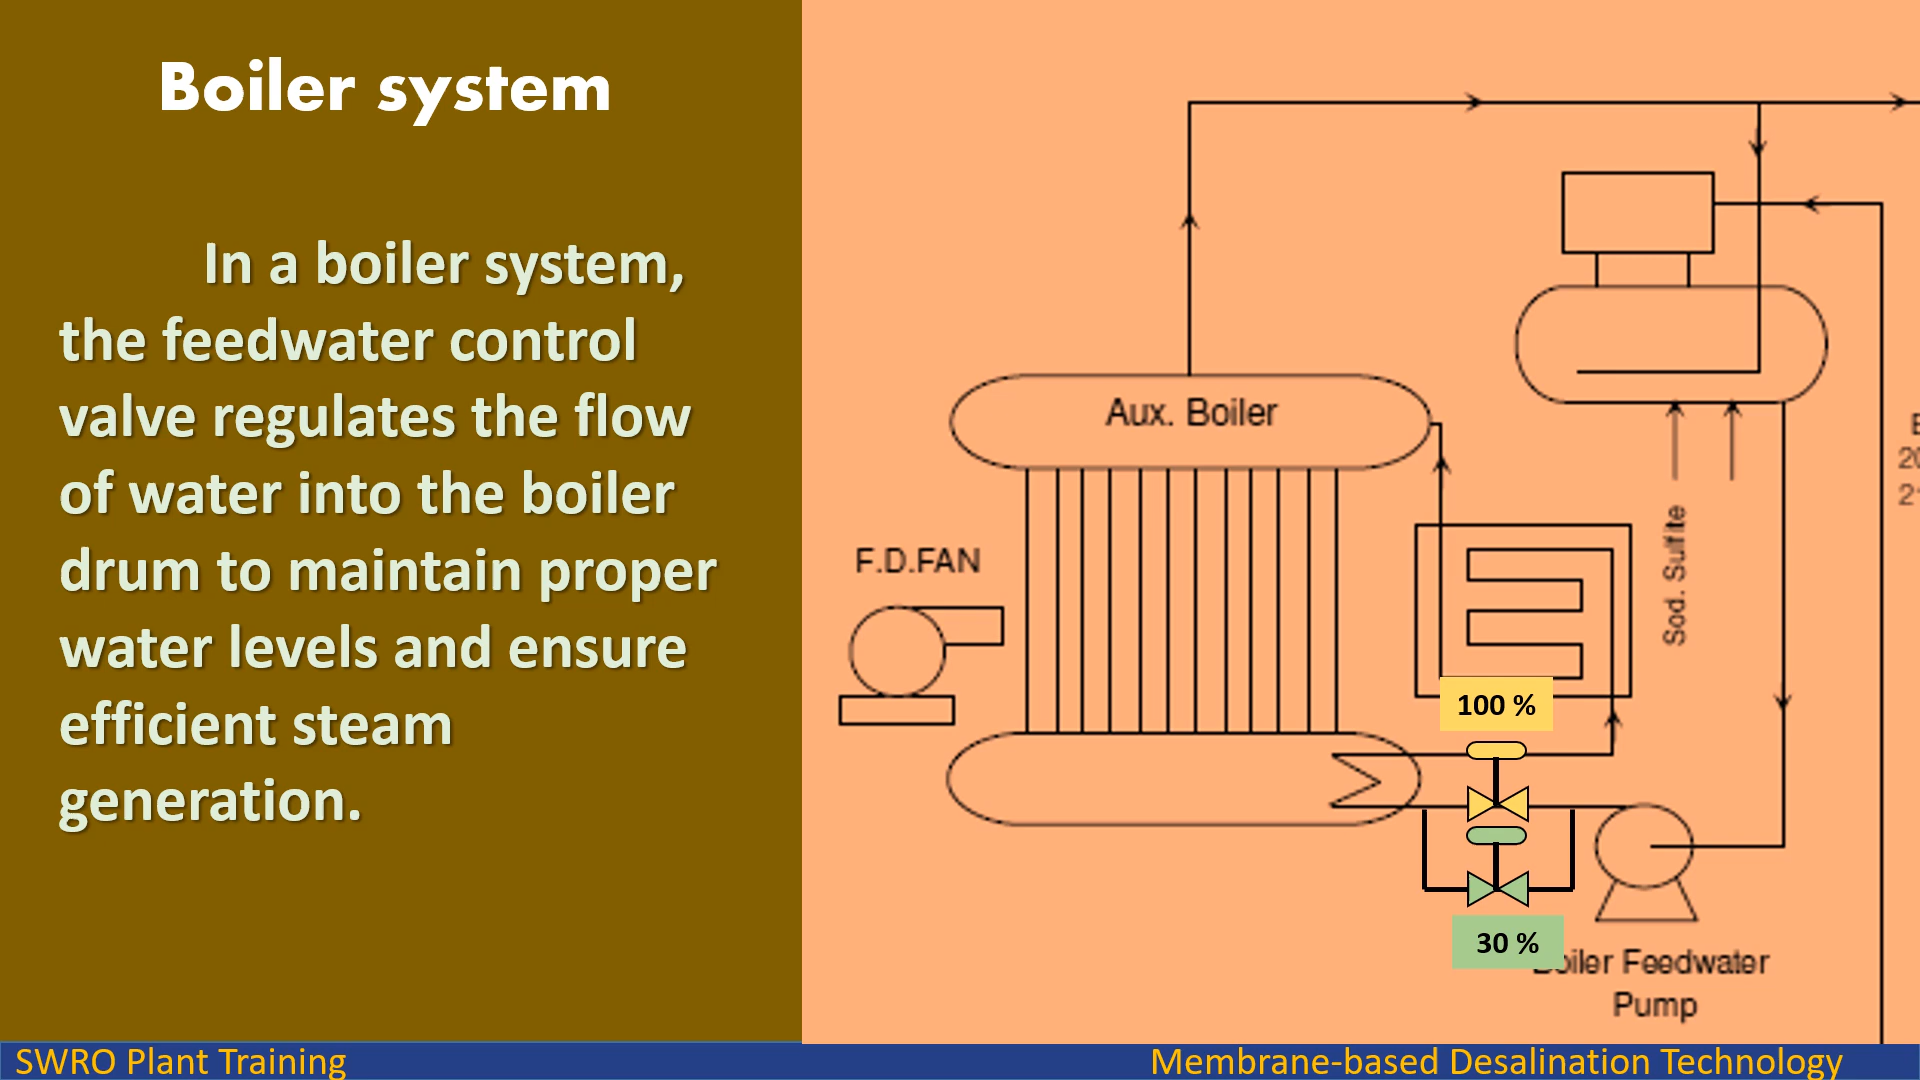 Boiler system
In a boiler system,
the feedwater control
valve regulates the flow
of water into the boiler
drum to maintain proper
water levels and ensure
efficient steam
generation.
Aux. Boiler
F.D.FAN
Sod. Sulfite
100 %
30 %
Feedwater
Pump
SWRO Plant Training
Membrane-based Desalination Technology